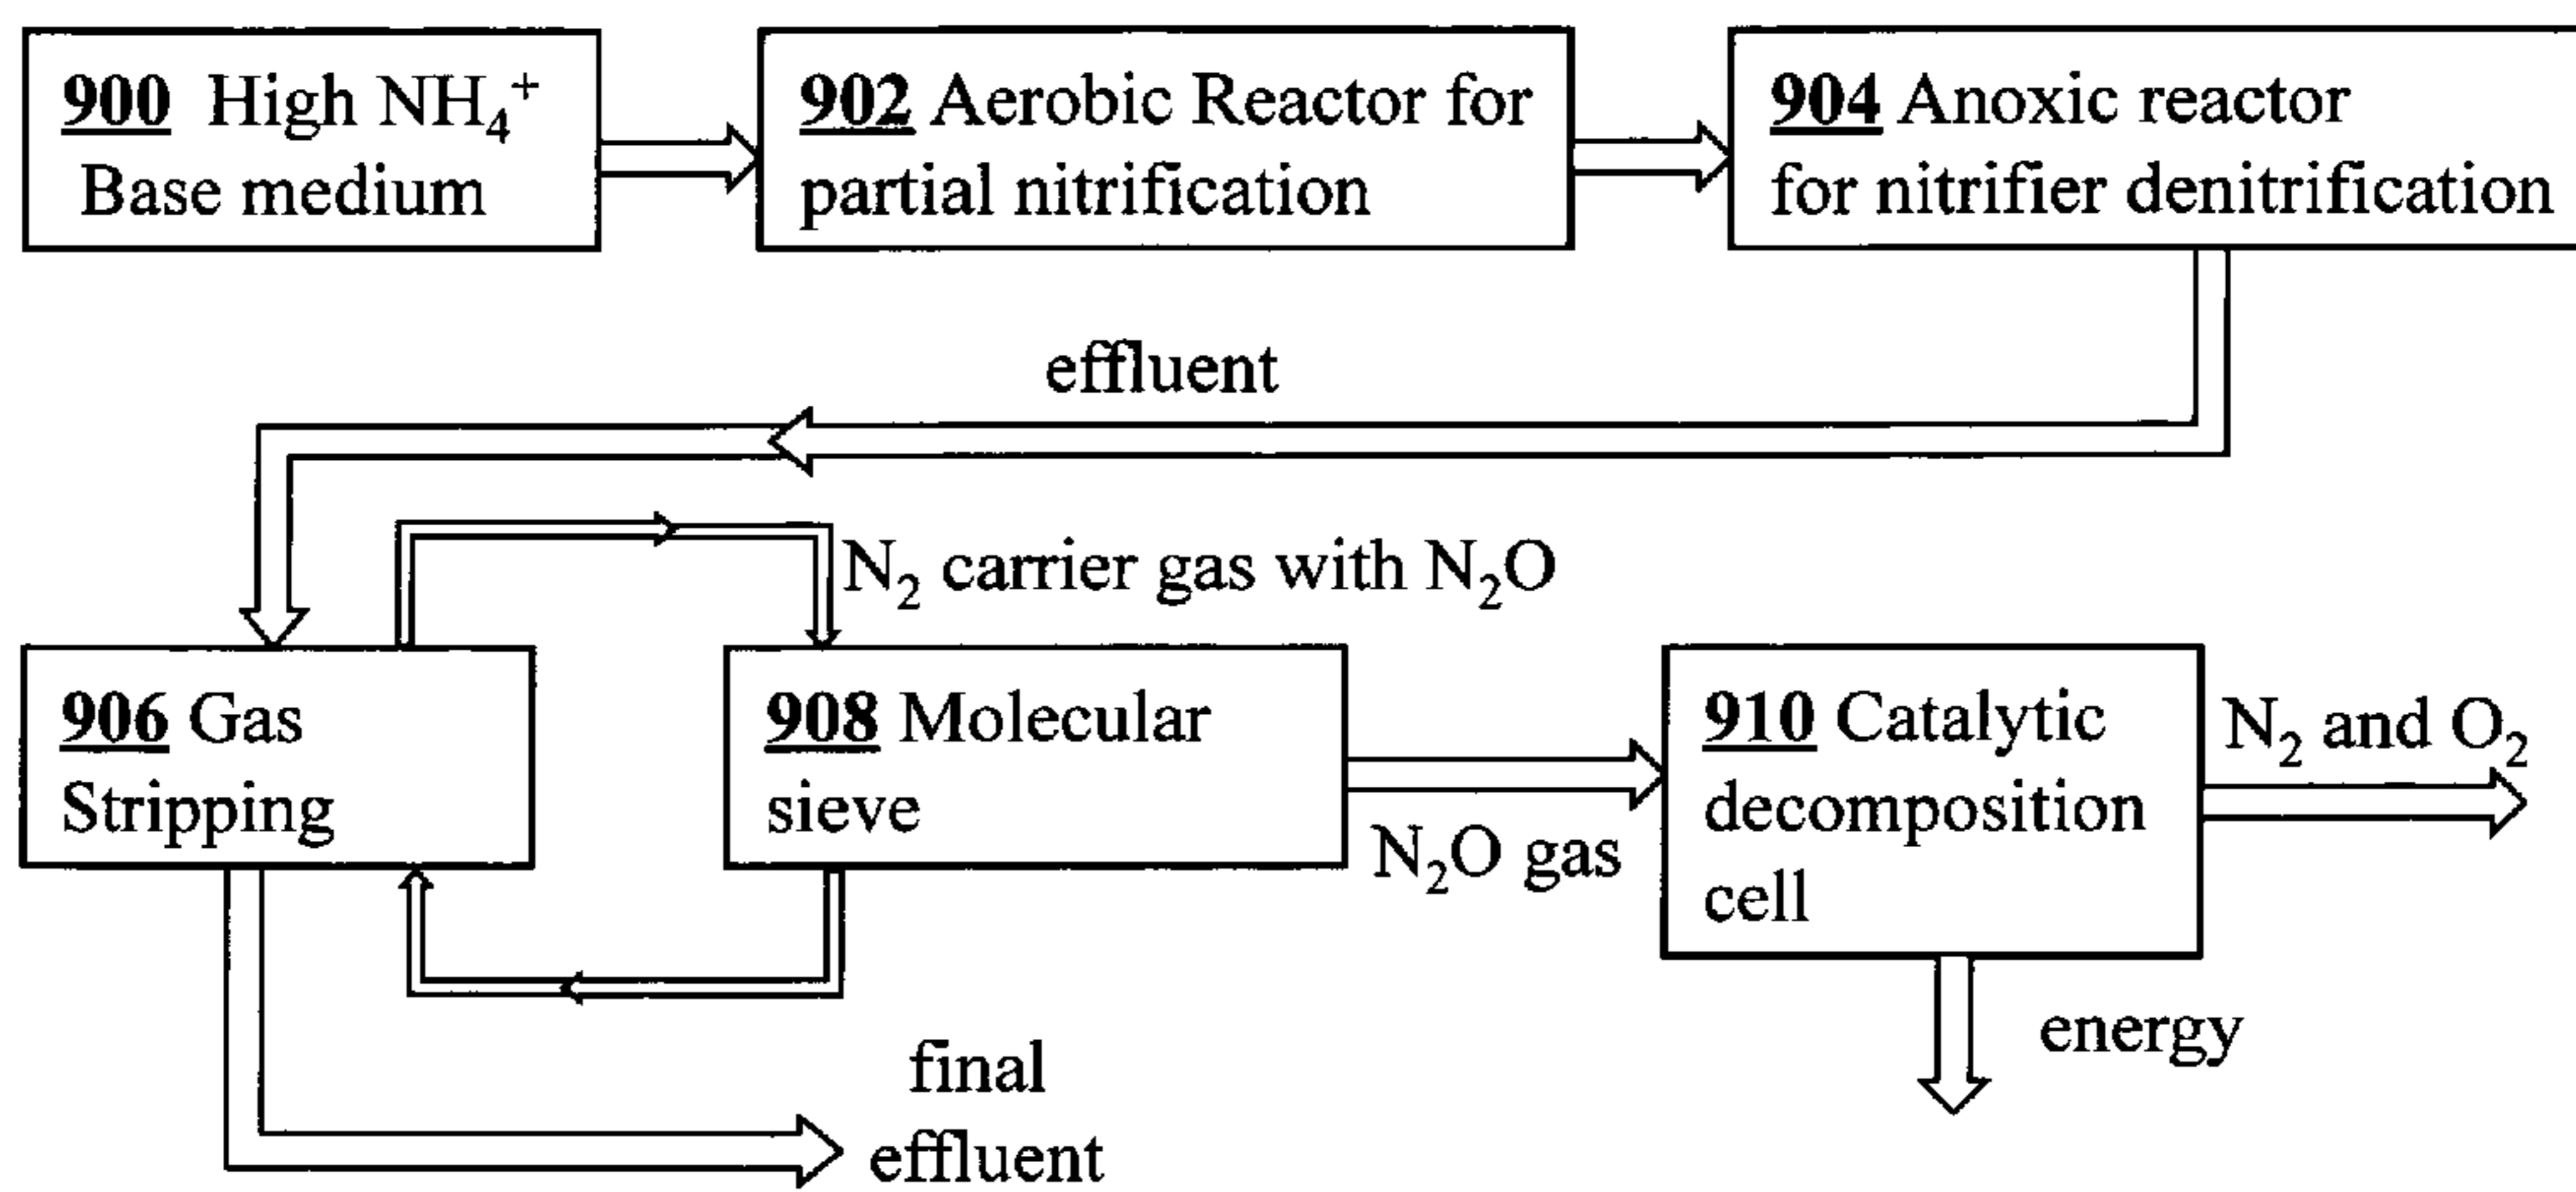 900 High NH₄⁺
Base medium
902 Aerobic Reactor for
partial nitrification
904 Anoxic reactor
for nitrifier denitrification
effluent
N₂ carrier gas with N₂O
906 Gas
Stripping
908 Molecular
sieve
N₂O gas
910 Catalytic
decomposition
cell
N₂ and O₂
energy
final
effluent